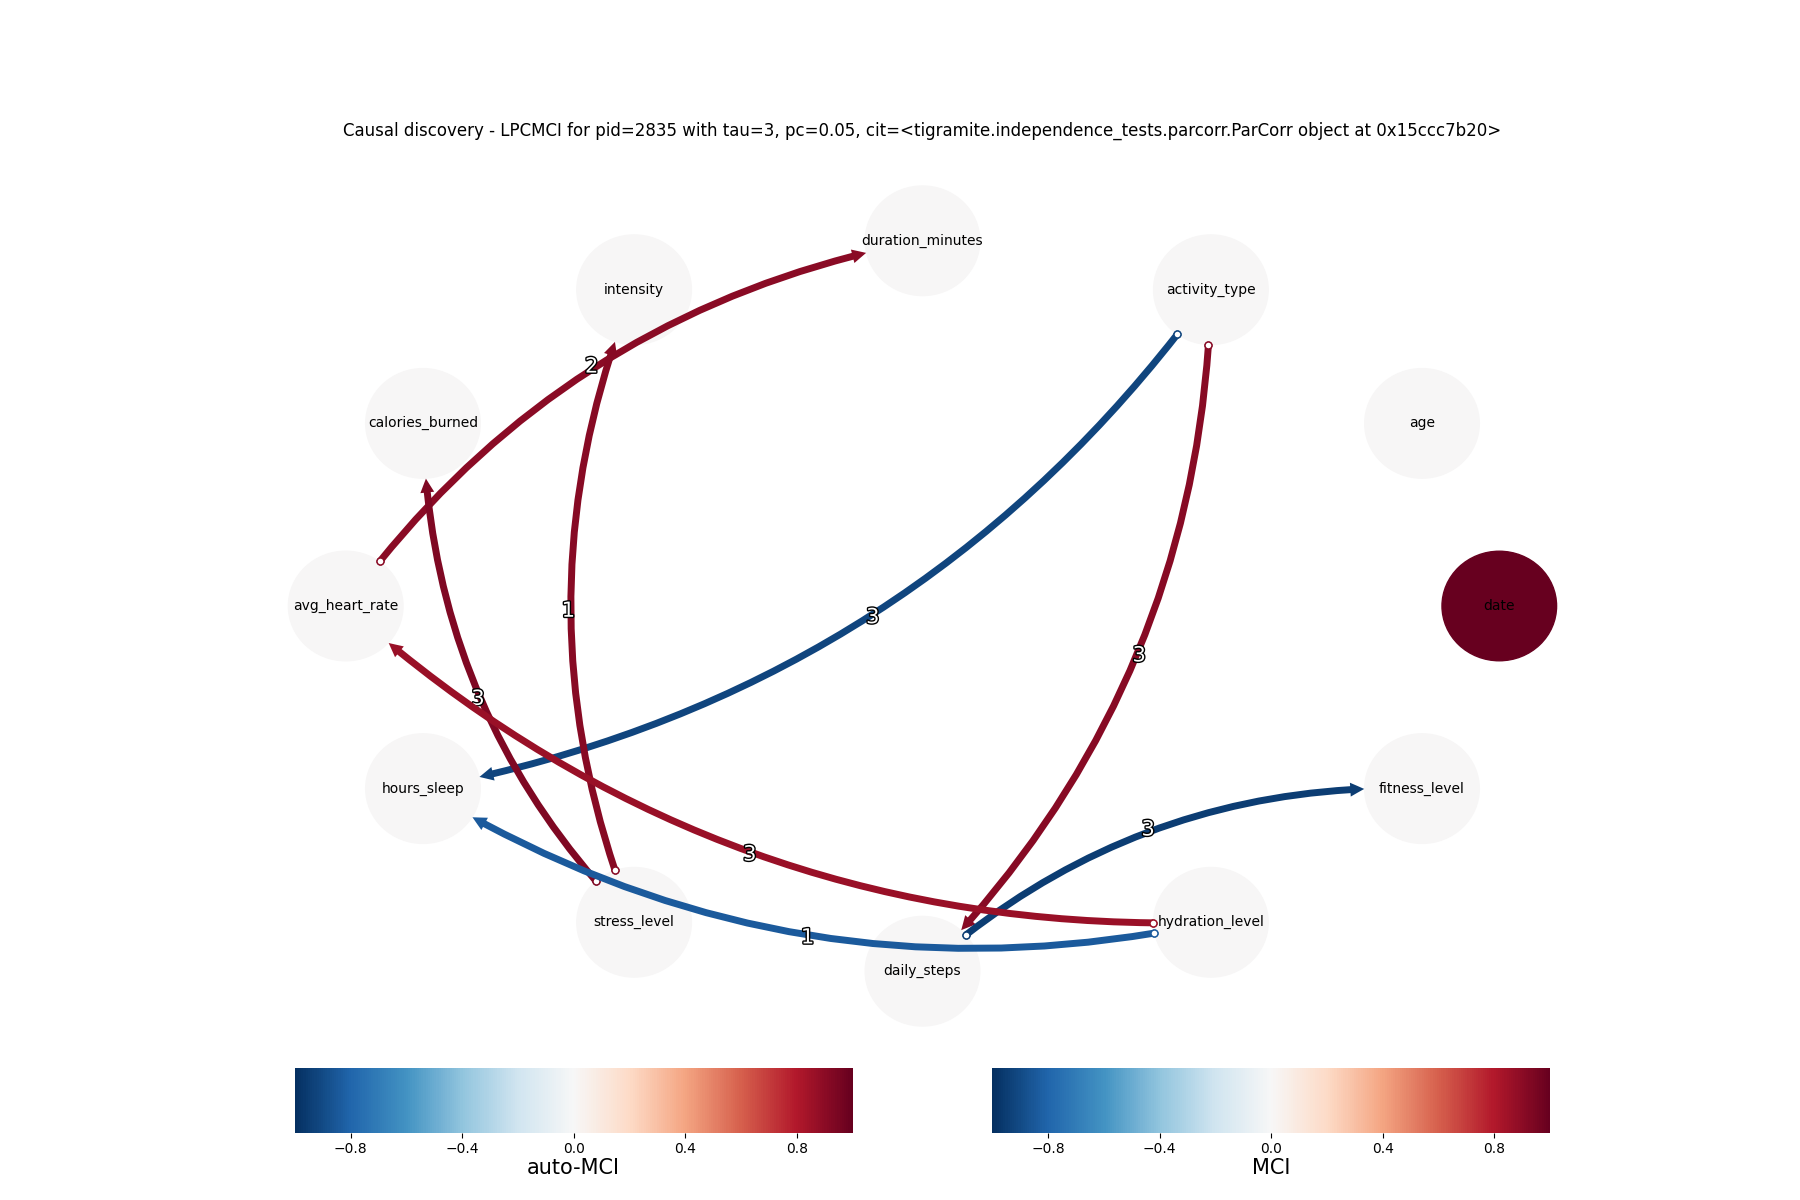 Causal discovery - LPCMCI for pid=2835 with tau=3, pc=0.05, cit=<tigramite.independence_tests.parcorr.ParCorr object at 0x15ccc7b20>
duration_minutes
intensity
activity_type
2
calories_burned
age
avg_heart_rate
1
3
date
3
3
hours_sleep
fitness_level
3
3
stress_level
hydration_level
1
daily_steps
−0.8
−0.4
0.0
0.4
0.8
auto-MCI
−0.8
−0.4
0.0
0.4
0.8
MCI